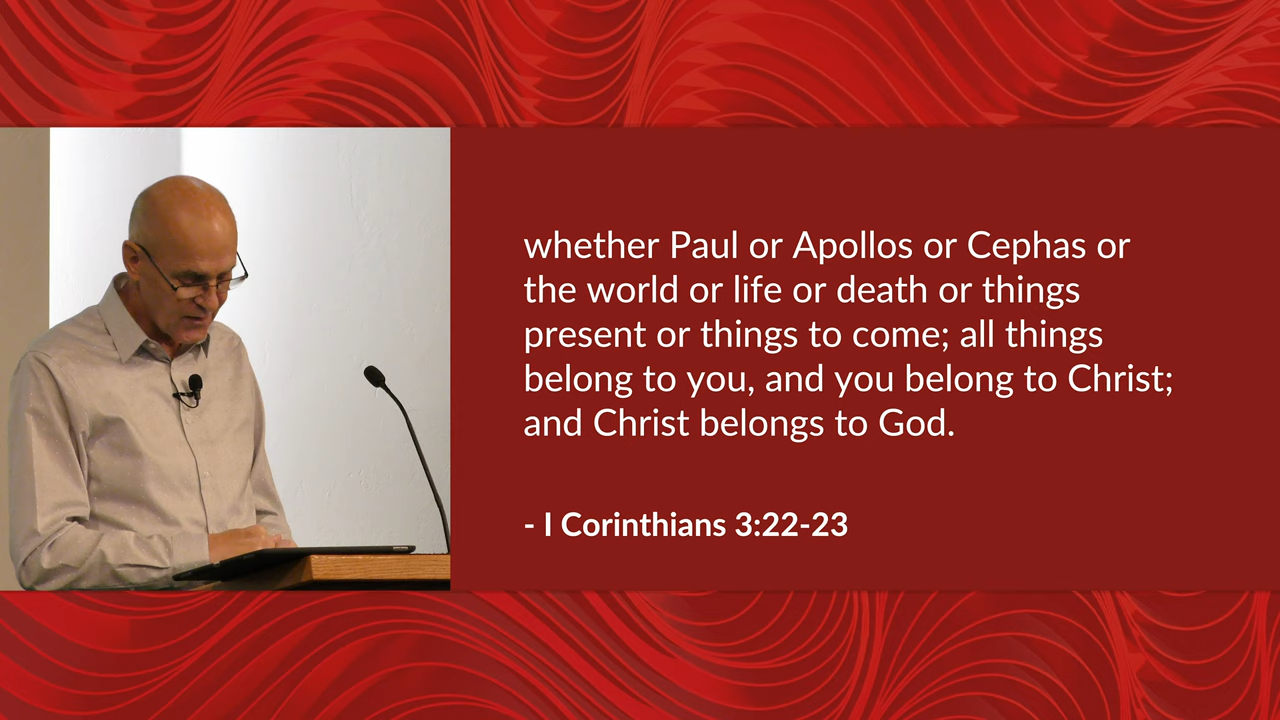 whether Paul or Apollos or Cephas or
the world or life or death or things
present or things to come; all things
belong to you, and you belong to Christ;
and Christ belongs to God.
- I Corinthians 3:22-23